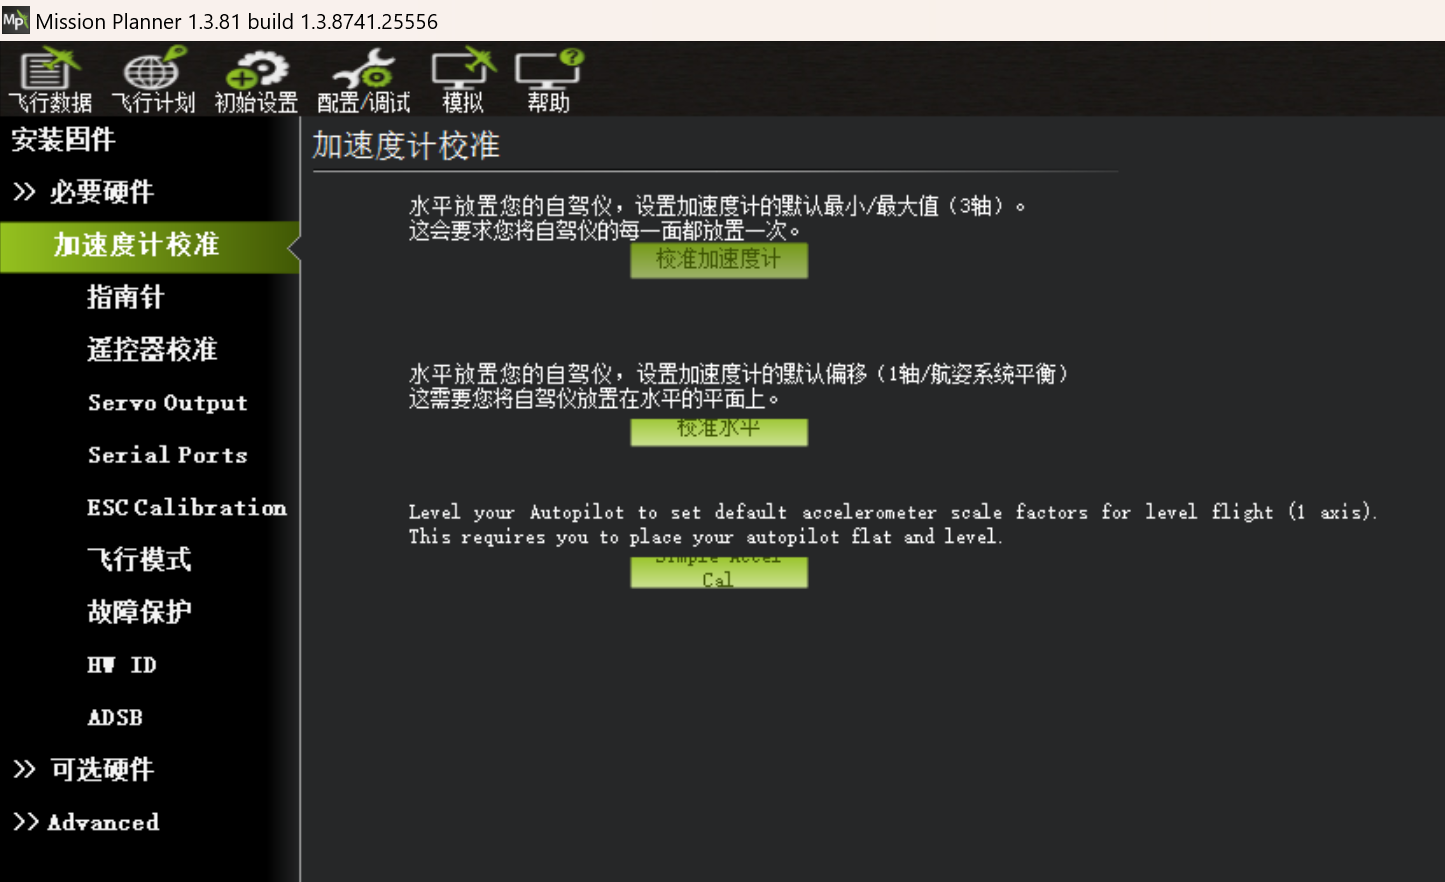 Mission Planner 1.3.81 build 1.3.8741.25556
飞行数据 飞行计划 初始设置 配置/调试 模拟 帮助
安装固件
>> 必要硬件
加速度计校准
指南针
遥控器校准
Servo Output
Serial Ports
ESC Calibration
飞行模式
故障保护
HW ID
ADSB
>> 可选硬件
>> Advanced
加速度计校准
水平放置您的自驾仪，设置加速度计的默认最小/最大值（3轴）。
这会要求您将自驾仪的每一面都放置一次。
校准加速度计
水平放置您的自驾仪，设置加速度计的默认偏移（1轴/航姿系统平衡）
这需要您将自驾仪放置在水平的平面上。
校准水平
Level your Autopilot to set default accelerometer scale factors for level flight (1 axis).
This requires you to place your autopilot flat and level.
Simple Accel
Cal